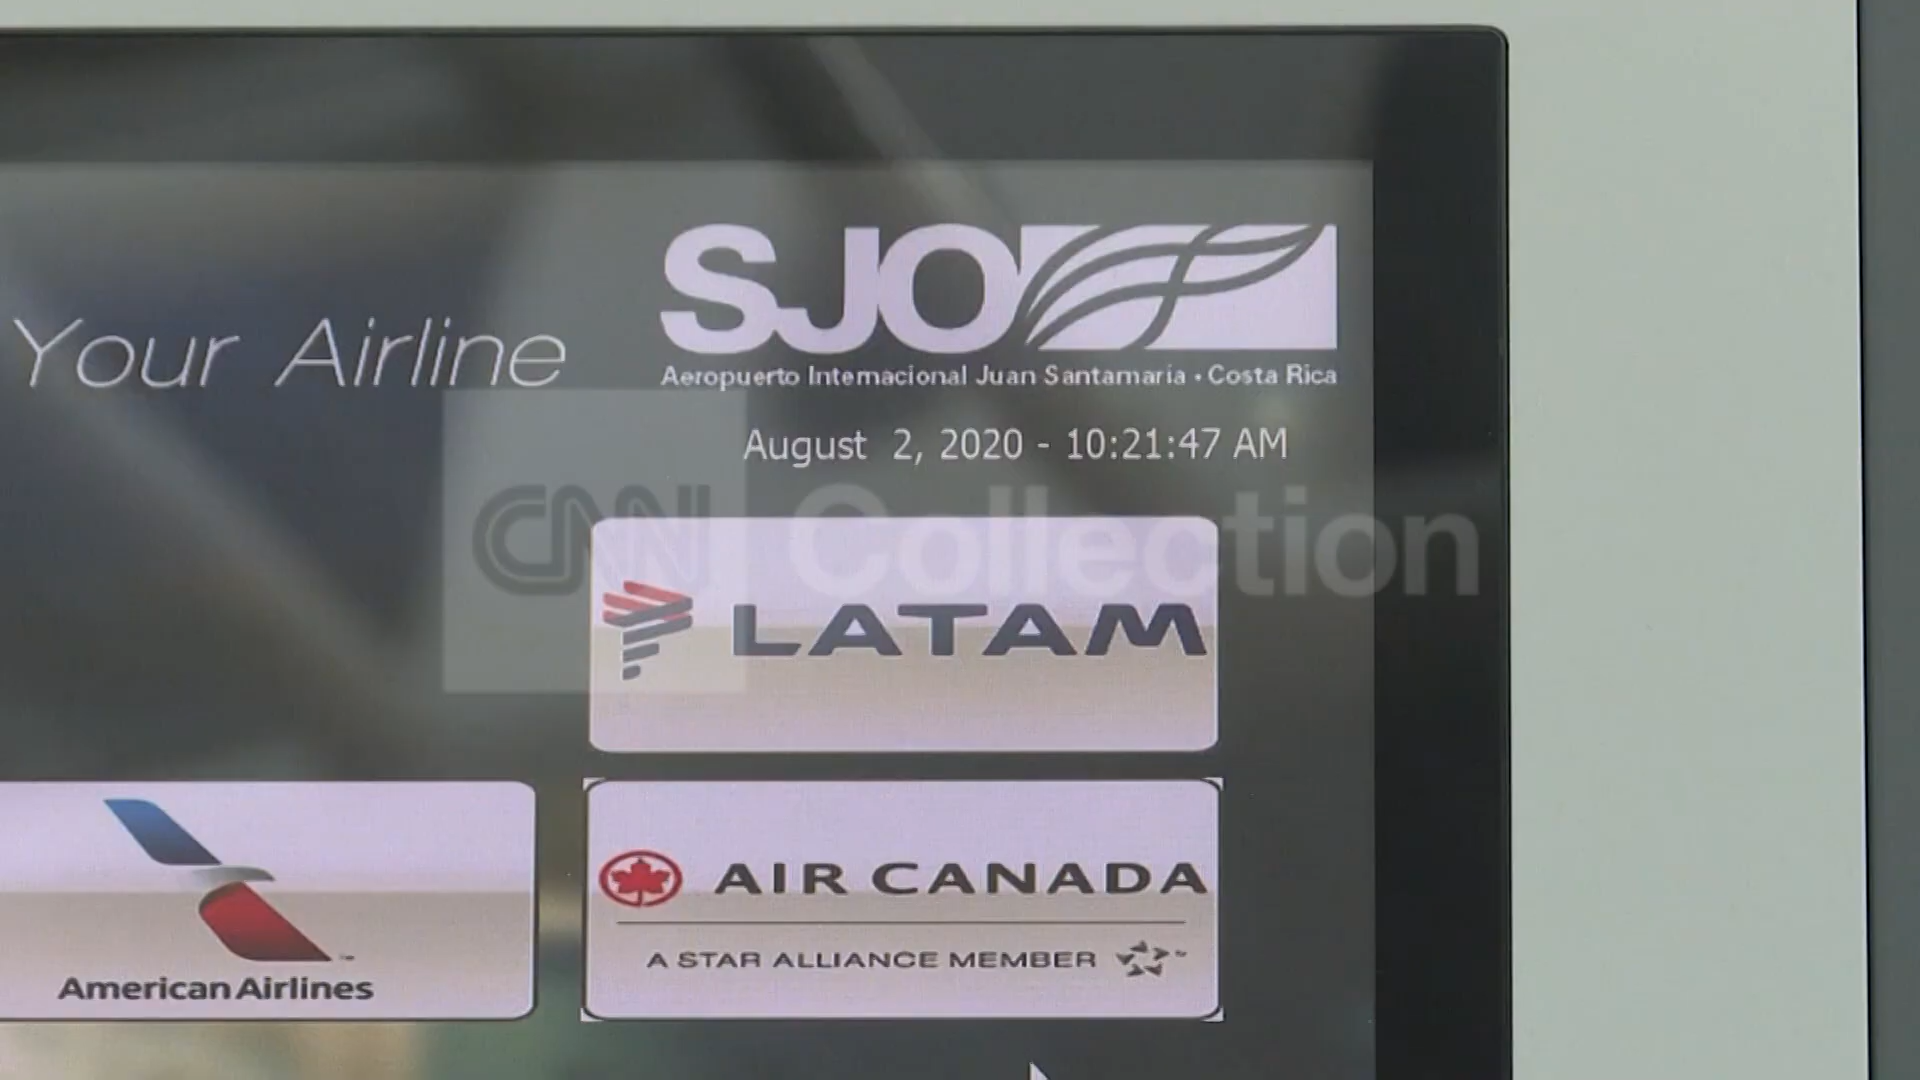 SJO
Your Airline
Aeropuerto Internacional Juan Santamaría • Costa Rica
August 2, 2020 - 10:21:47 AM
CNN Collection
LATAM
American Airlines
AIR CANADA
A STAR ALLIANCE MEMBER